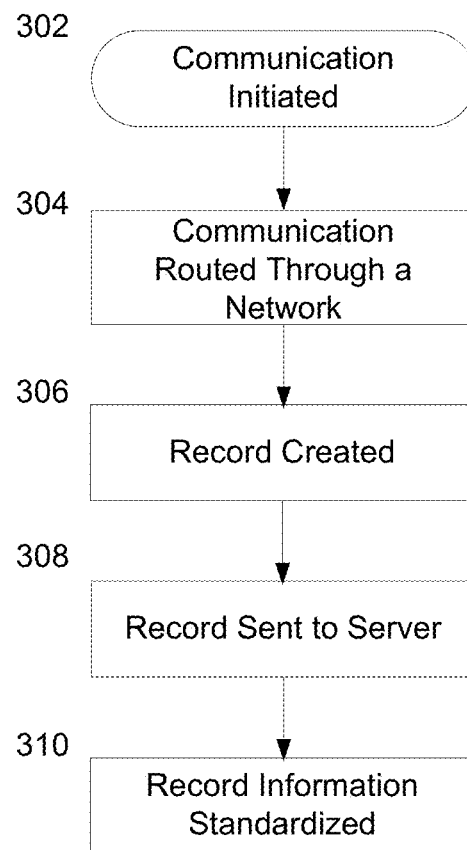 302
Communication
Initiated
304
Communication
Routed Through a
Network
306
Record Created
308
Record Sent to Server
310
Record Information
Standardized